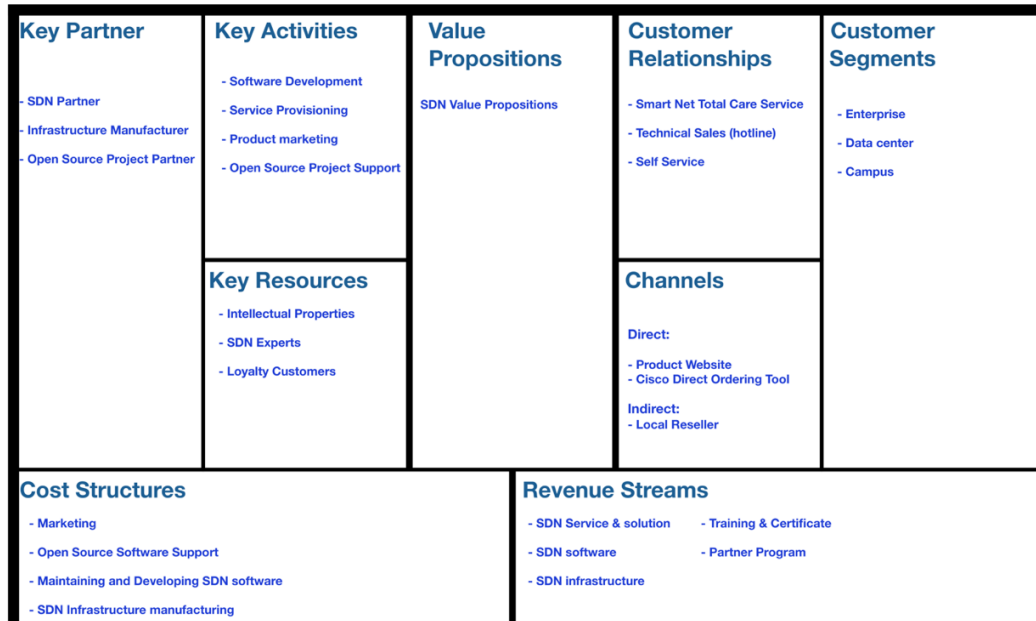 Key Partner
- SDN Partner
- Infrastructure Manufacturer
- Open Source Project Partner
Key Activities
- Software Development
- Service Provisioning
- Product marketing
- Open Source Project Support
Key Resources
- Intellectual Properties
- SDN Experts
- Loyalty Customers
Value
Propositions
SDN Value Propositions
Customer
Relationships
- Smart Net Total Care Service
- Technical Sales (hotline)
- Self Service
Channels
Direct:
- Product Website
- Cisco Direct Ordering Tool
Indirect:
- Local Reseller
Customer
Segments
- Enterprise
- Data center
- Campus
Cost Structures
- Marketing
- Open Source Software Support
- Maintaining and Developing SDN software
- SDN Infrastructure manufacturing
Revenue Streams
- SDN Service & solution
- SDN software
- SDN infrastructure
- Training & Certificate
- Partner Program